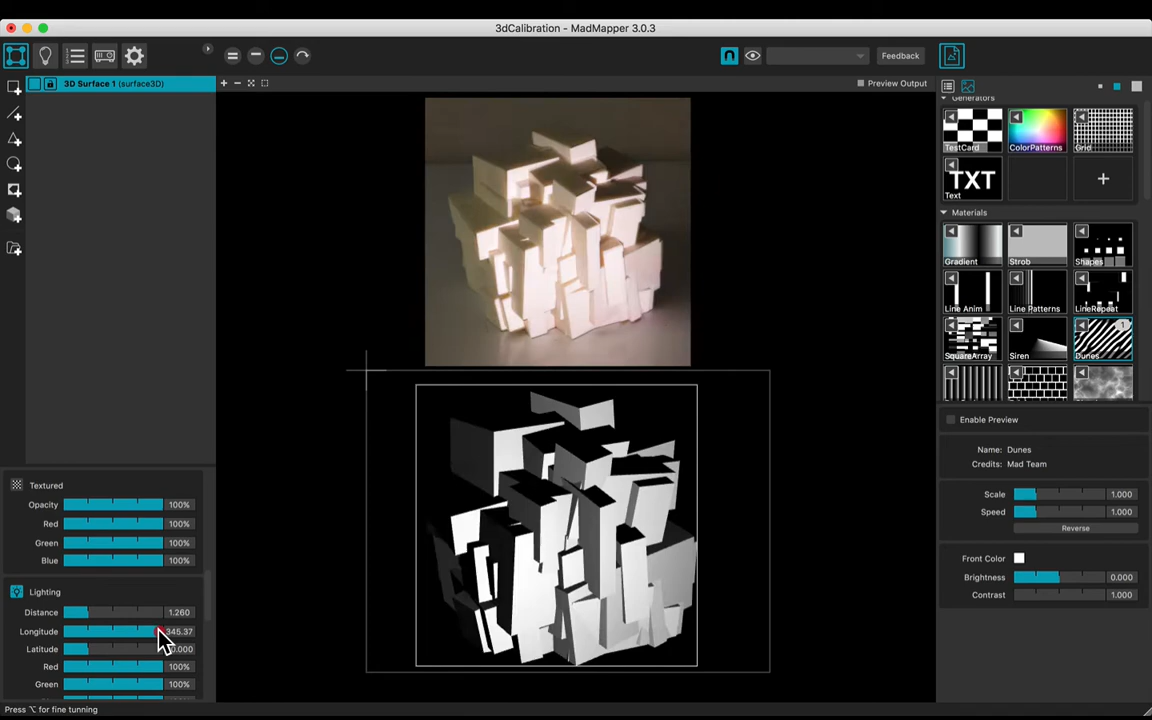 3dCalibration - MadMapper 3.0.3
Feedback
3D Surface 1 (surface3D)
Preview Output
Generators
TestCard
ColorPatterns
Grid
TXT
Text
Materials
Gradient
Strob
Shapes
Line Anim
Line Patterns
LineRepeat
SquareArray
Siren
Dunes
1
Enable Preview
Name: Dunes
Credits: Mad Team
Scale 1.000
Speed 1.000
Reverse
Front Color
Brightness 0.000
Contrast 1.000
Textured
Opacity 100%
Red 100%
Green 100%
Blue 100%
Lighting
Distance 1.260
Longitude 345.37
Latitude
Red 100%
Green 100%
Press ⌥ for fine tunning